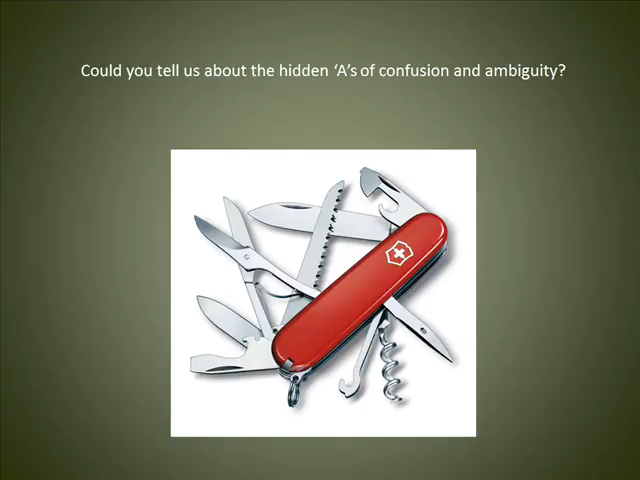 Could you tell us about the hidden ‘A’s of confusion and ambiguity?